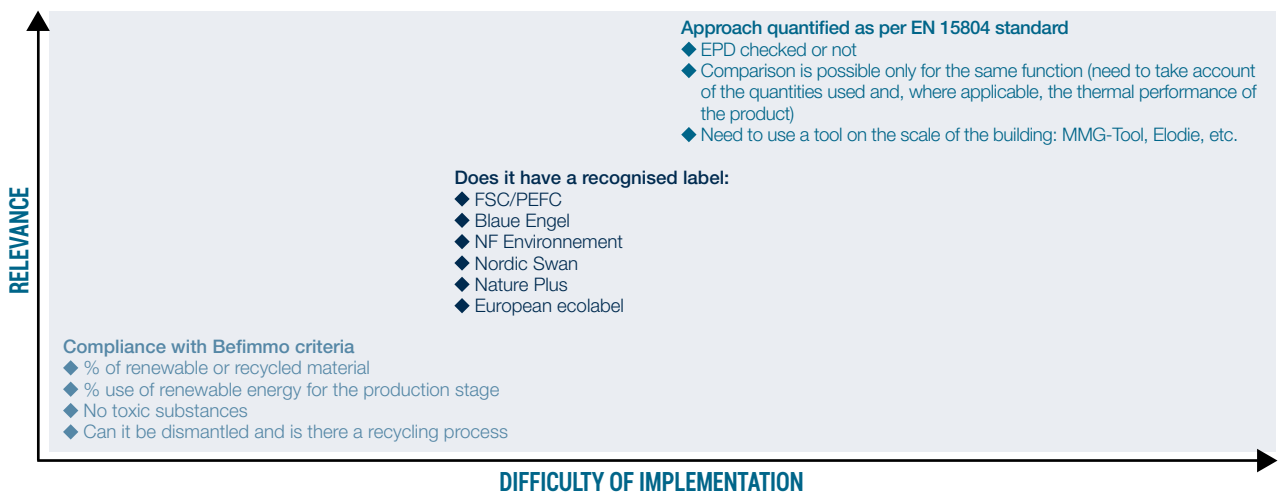 Approach quantified as per EN 15804 standard
◆ EPD checked or not
◆ Comparison is possible only for the same function (need to take account
of the quantities used and, where applicable, the thermal performance of
the product)
◆ Need to use a tool on the scale of the building: MMG-Tool, Elodie, etc.
Does it have a recognised label:
◆ FSC/PEFC
◆ Blaue Engel
◆ NF Environnement
◆ Nordic Swan
◆ Nature Plus
◆ European ecolabel
RELEVANCE
Compliance with Befimmo criteria
◆ % of renewable or recycled material
◆ % use of renewable energy for the production stage
◆ No toxic substances
◆ Can it be dismantled and is there a recycling process
DIFFICULTY OF IMPLEMENTATION